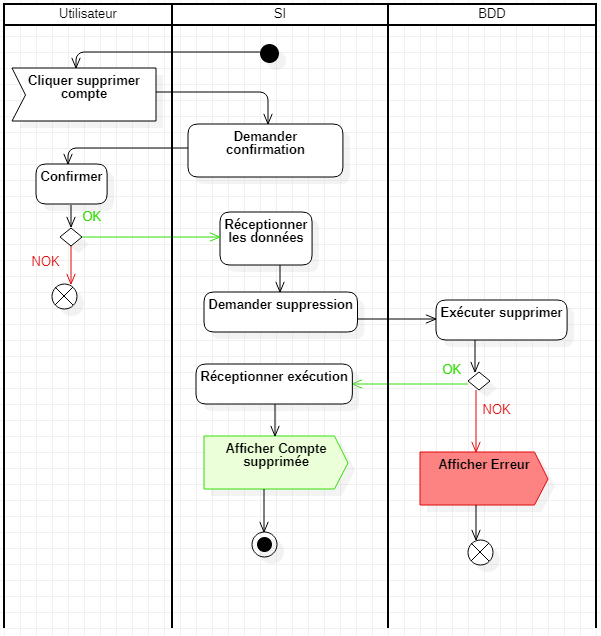 Utilisateur
SI
BDD
Cliquer supprimer
compte
Demander
confirmation
Confirmer
OK
NOK
Réceptionner
les données
Demander suppression
Exécuter supprimer
OK
NOK
Réceptionner exécution
Afficher Compte
supprimée
Afficher Erreur